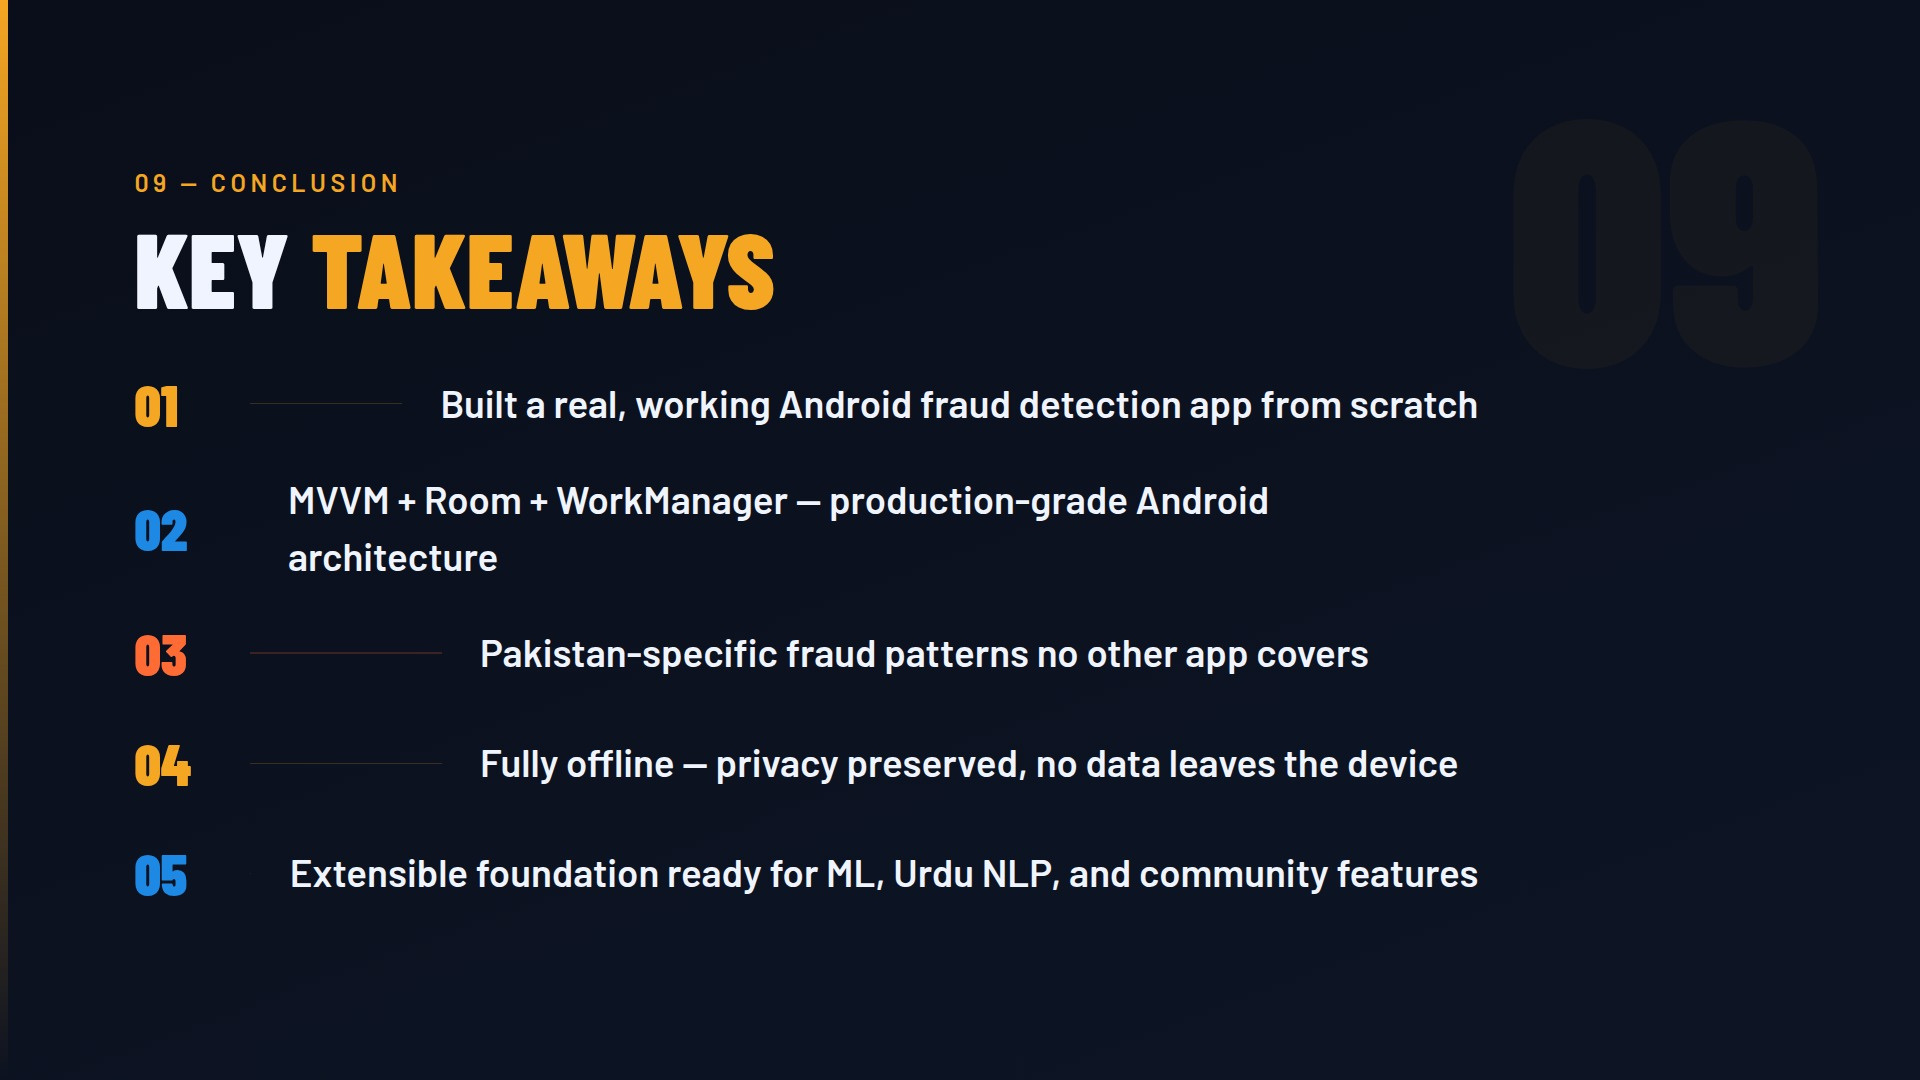 09 — CONCLUSION
KEY TAKEAWAYS
09
01 Built a real, working Android fraud detection app from scratch
02 MVVM + Room + WorkManager — production-grade Android
architecture
03 Pakistan-specific fraud patterns no other app covers
04 Fully offline — privacy preserved, no data leaves the device
05 Extensible foundation ready for ML, Urdu NLP, and community features